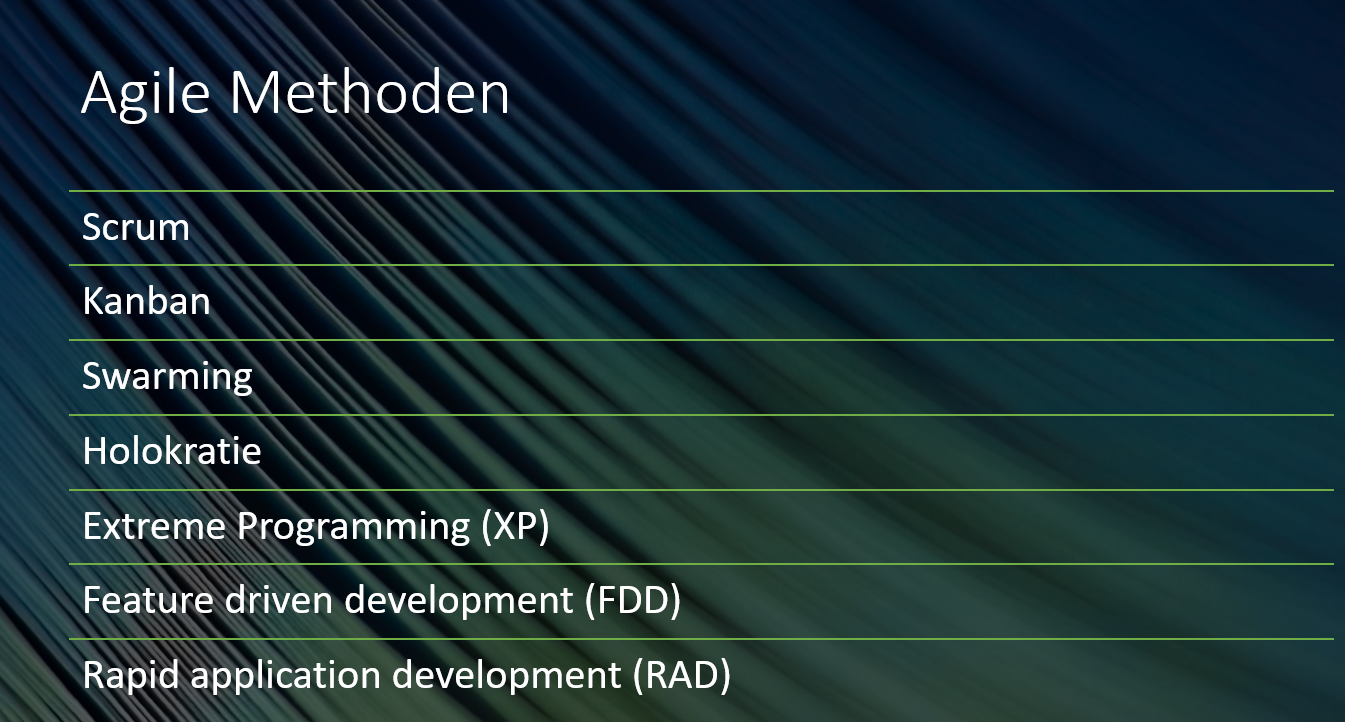 Agile Methoden
Scrum
Kanban
Swarming
Holokratie
Extreme Programming (XP)
Feature driven development (FDD)
Rapid application development (RAD)